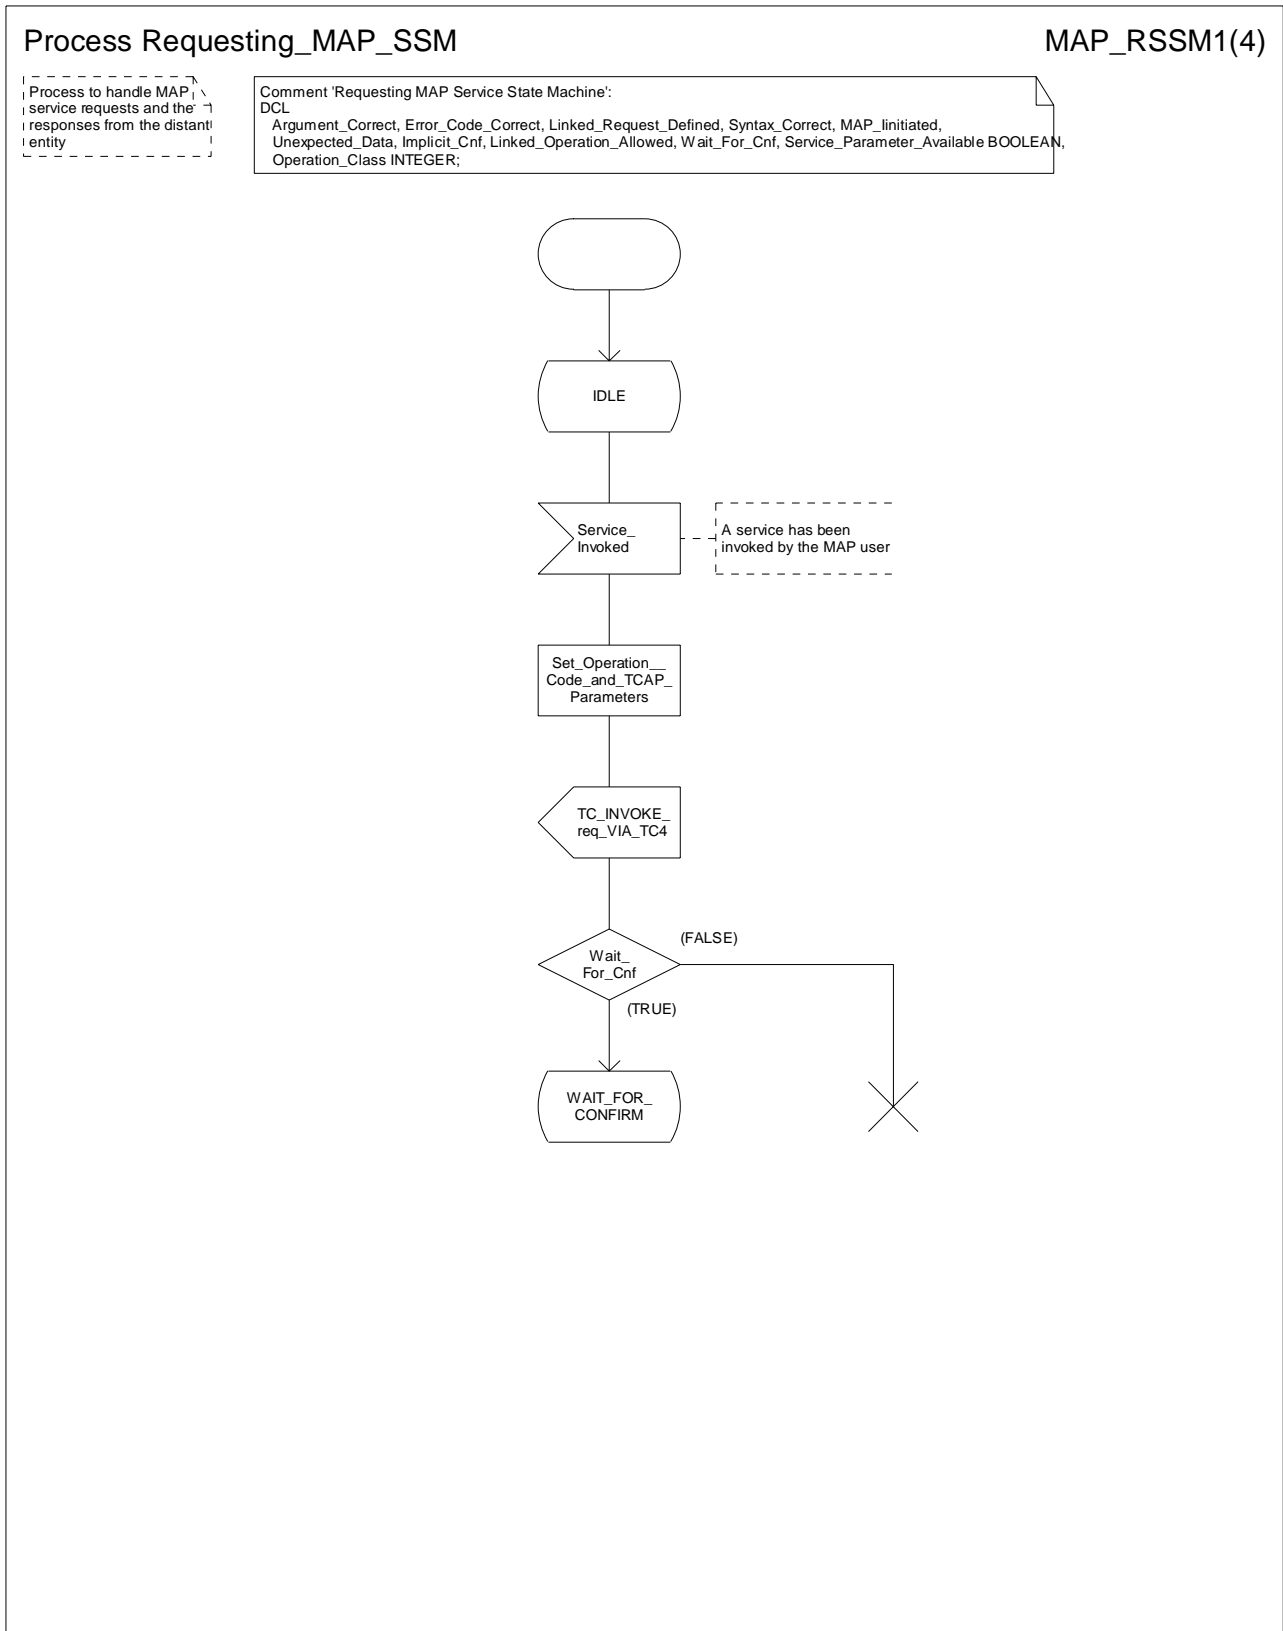 Process Requesting_MAP_SSM
MAP_RSSM1(4)
Process to handle MAP
service requests and the
responses from the distant
entity
Comment 'Requesting MAP Service State Machine':
DCL
Argument_Correct, Error_Code_Correct, Linked_Request_Defined, Syntax_Correct, MAP_Iinitiated,
Unexpected_Data, Implicit_Cnf, Linked_Operation_Allowed, Wait_For_Cnf, Service_Parameter_Available BOOLEAN,
Operation_Class INTEGER;
IDLE
Service_
Invoked
A service has been
invoked by the MAP user
Set_Operation__
Code_and_TCAP_
Parameters
TC_INVOKE_
req_VIA_TC4
Wait_
For_Cnf
(FALSE)
(TRUE)
WAIT_FOR_
CONFIRM